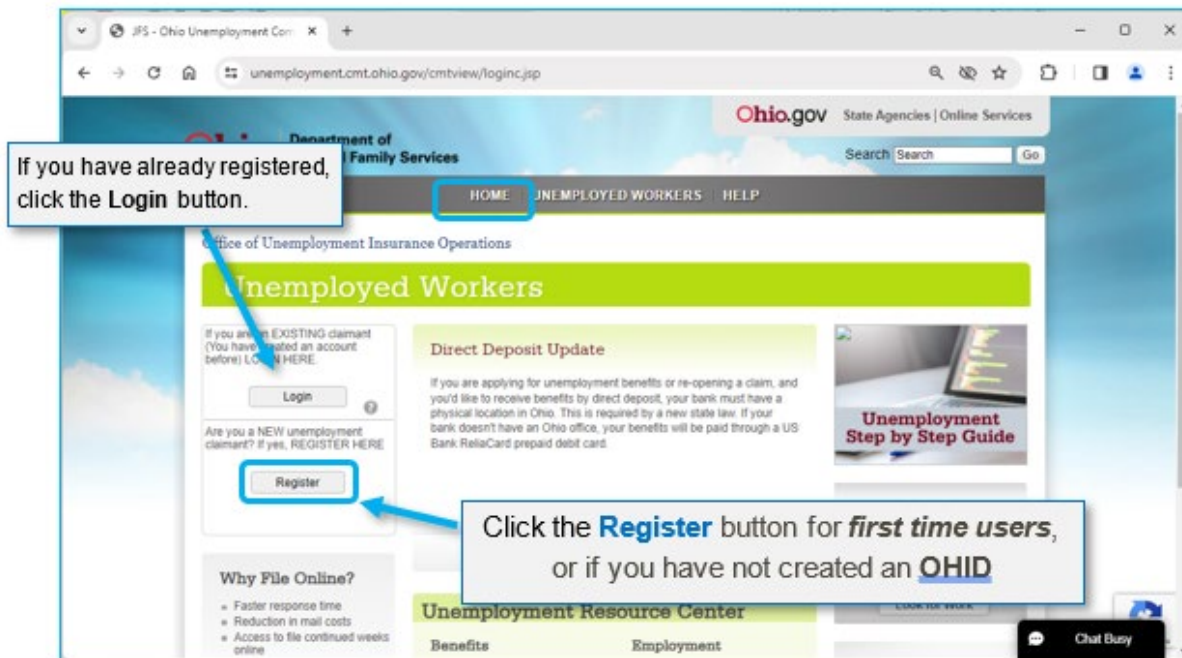 JFS - Ohio Unemployment Com
unemployment.cmt.ohio.gov/cmtview/loginc.jsp
Ohio.gov State Agencies | Online Services
Department of
Family Services
Search Search Go
If you have already registered,
click the Login button.
HOME UNEMPLOYED WORKERS HELP
Office of Unemployment Insurance Operations
Unemployed Workers
If you are an EXISTING claimant
(You have created an account
before) LOGIN HERE
Login
Are you a NEW unemployment
claimant? If yes, REGISTER HERE
Register
Direct Deposit Update
If you are applying for unemployment benefits or re-opening a claim, and
you'd like to receive benefits by direct deposit, your bank must have a
physical location in Ohio. This is required by a new state law. If your
bank doesn't have an Ohio office, your benefits will be paid through a US
Bank ReliaCard prepaid debit card.
Unemployment
Step by Step Guide
Click the Register button for first time users,
or if you have not created an OHID
Why File Online?
Faster response time
Reduction in mail costs
Access to file continued weeks
online
Unemployment Resource Center
Benefits Employment
Look for Work
Chat Busy